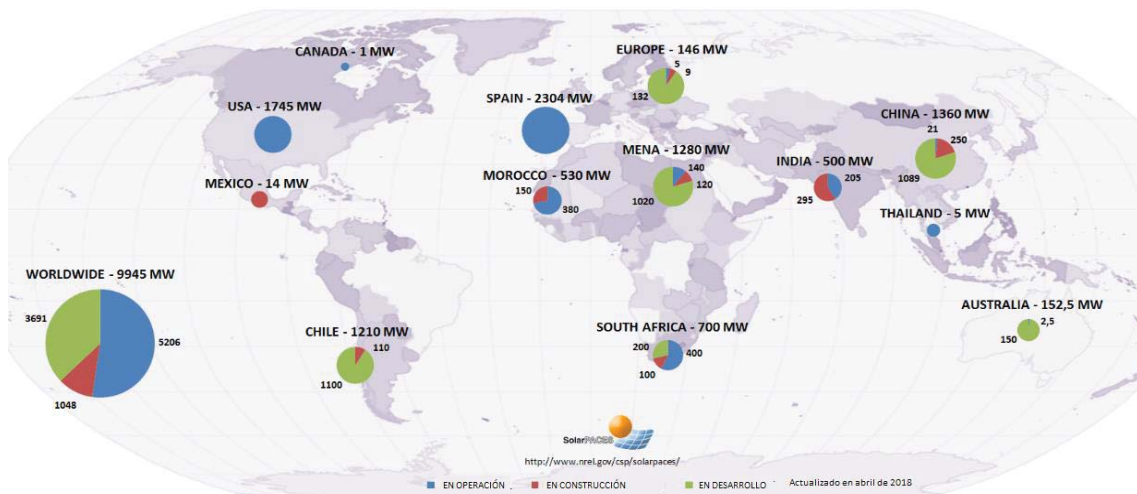 CANADA - 1 MW
EUROPE - 146 MW
5
9
132
USA - 1745 MW
SPAIN - 2304 MW
CHINA - 1360 MW
21
250
1089
MENA - 1280 MW
140
120
1020
INDIA - 500 MW
205
295
MEXICO - 14 MW
MOROCCO - 530 MW
150
380
THAILAND - 5 MW
WORLDWIDE - 9945 MW
3691
5206
1048
CHILE - 1210 MW
110
1100
SOUTH AFRICA - 700 MW
200
400
100
AUSTRALIA - 152,5 MW
2,5
150
SolarPACES
http://www.nrel.gov/csp/solarpaces/
EN OPERACIÓN EN CONSTRUCCIÓN EN DESARROLLO Actualizado en abril de 2018